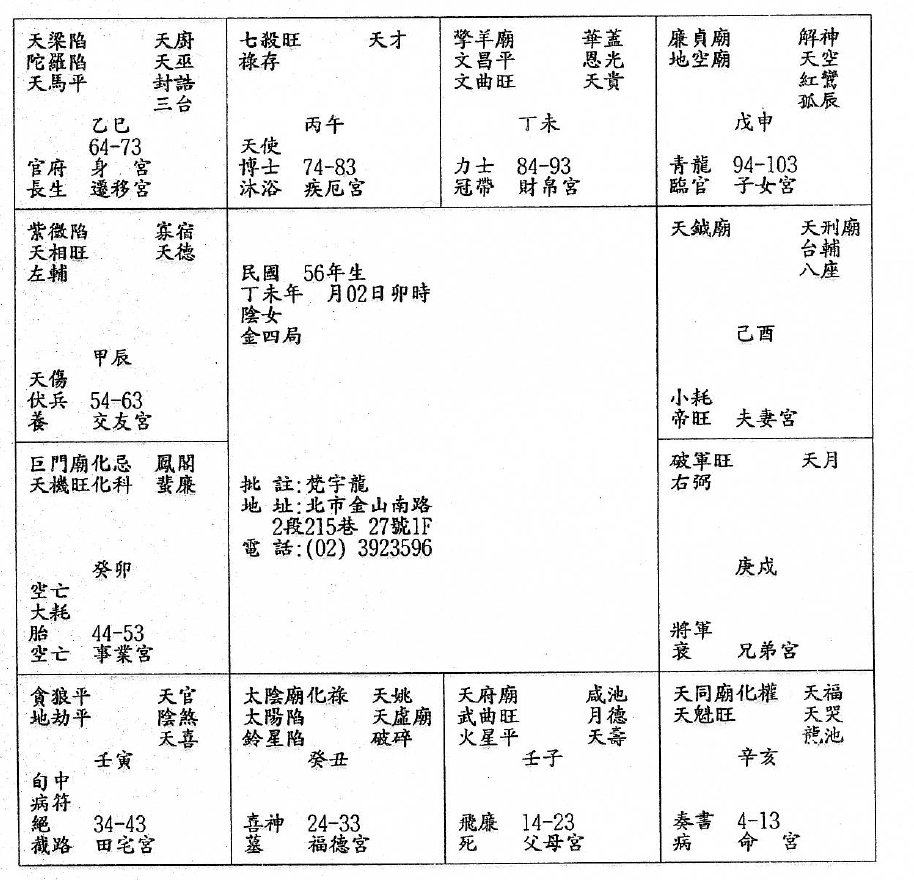 天梁陷　天廚
陀羅陷　天巫
天馬平　封誥
三台
乙巳
64-73
官府　身　宮
長生　遷移宮
七殺旺　天才
祿存
丙午
天使
博士　74-83
沐浴　疾厄宮
擎羊廟　華蓋
文昌平　恩光
文曲旺　天貴
丁未
力士　84-93
冠帶　財帛宮
廉貞廟　解神
地空廟　天空
紅鸞
孤辰
戊申
青龍　94-103
臨官　子女宮
紫微陷　寡宿
天相旺　天德
左輔
甲辰
天傷
伏兵　54-63
養　交友宮
民國　56年生
丁未年　月02日卯時
陰女
金四局
批 註:梵宇龍
地 址:北市金山南路
2段215巷 27號1F
電 話:(02) 3923596
天鉞廟　天刑廟
台輔
八座
己酉
小耗
帝旺　夫妻宮
巨門廟化忌　鳳閣
天機旺化科　蜚廉
癸卯
空亡
大耗
胎　44-53
空亡　事業宮
破軍旺　天月
右弼
庚戌
將軍
衰　兄弟宮
貪狼平　天官
地劫平　陰煞
天喜
壬寅
旬中
病符
絕　34-43
截路　田宅宮
太陰廟化祿　天姚
太陽陷　天虛廟
鈴星陷　破碎
癸丑
喜神　24-33
墓　福德宮
天府廟　咸池
武曲旺　月德
火星平　天壽
壬子
飛廉　14-23
死　父母宮
天同廟化權　天福
天魁旺　天哭
龍池
辛亥
奏書　4-13
病　命　宮